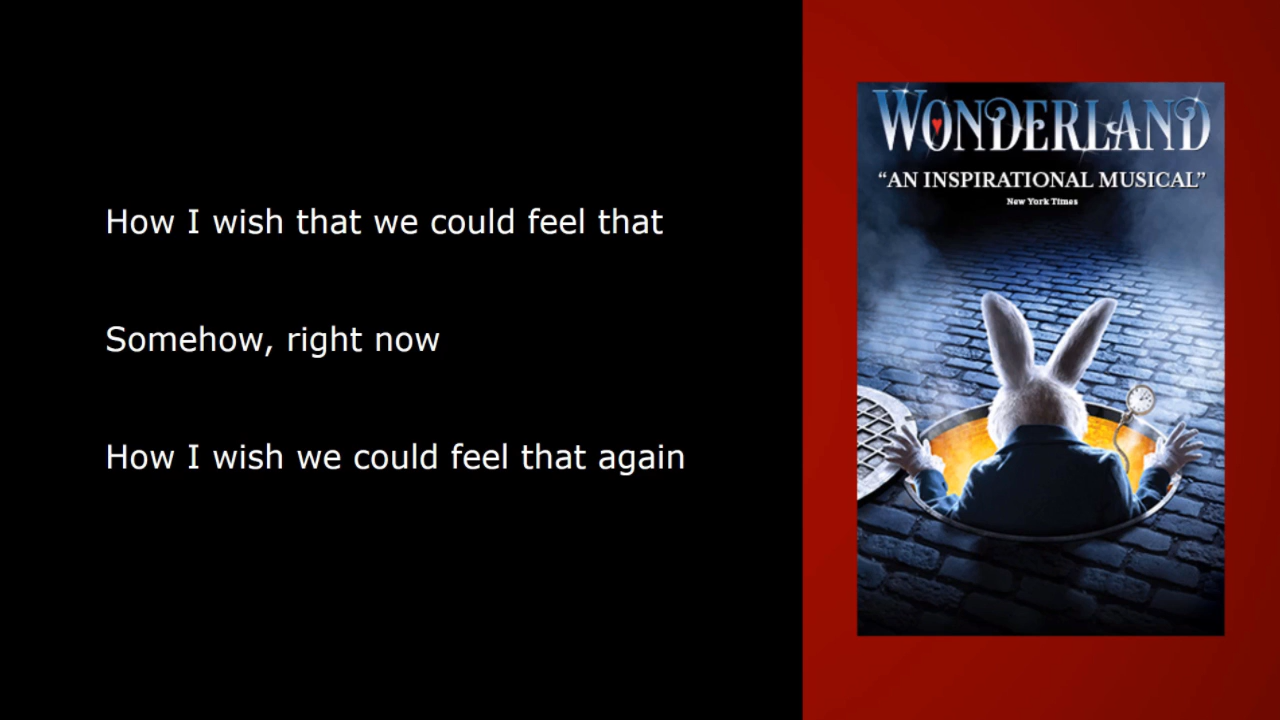 How I wish that we could feel that
Somehow, right now
How I wish we could feel that again
WONDERLAND
“AN INSPIRATIONAL MUSICAL”
New York Times